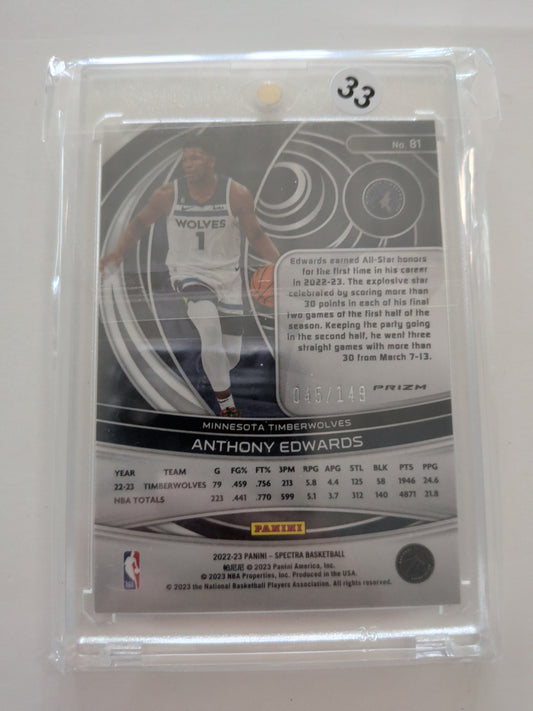 33
No. 81
WOLVES
1
Edwards earned All-Star honors
for the first time in his career
in 2022-23. The explosive star
celebrated by scoring more than
30 points in each of his final
two games of the first half of the
season. Keeping the party going
in the second half, he went three
straight games with more than
30 from March 7-13.
045/149 PRIZM
MINNESOTA TIMBERWOLVES
ANTHONY EDWARDS
YEAR TEAM G FG% FT% 3PM RPG APG STL BLK PTS PPG
22-23 TIMBERWOLVES 79 .459 .756 213 5.8 4.4 125 58 1946 24.6
NBA TOTALS 223 .441 .770 599 5.1 3.7 312 140 4871 21.8
PANINI
2022-23 PANINI – SPECTRA BASKETBALL
帕尼尼 © 2023 Panini America, Inc.
© 2023 NBA Properties, Inc. Produced in the USA.
© 2023 the National Basketball Players Association. All rights reserved.
NBA
35